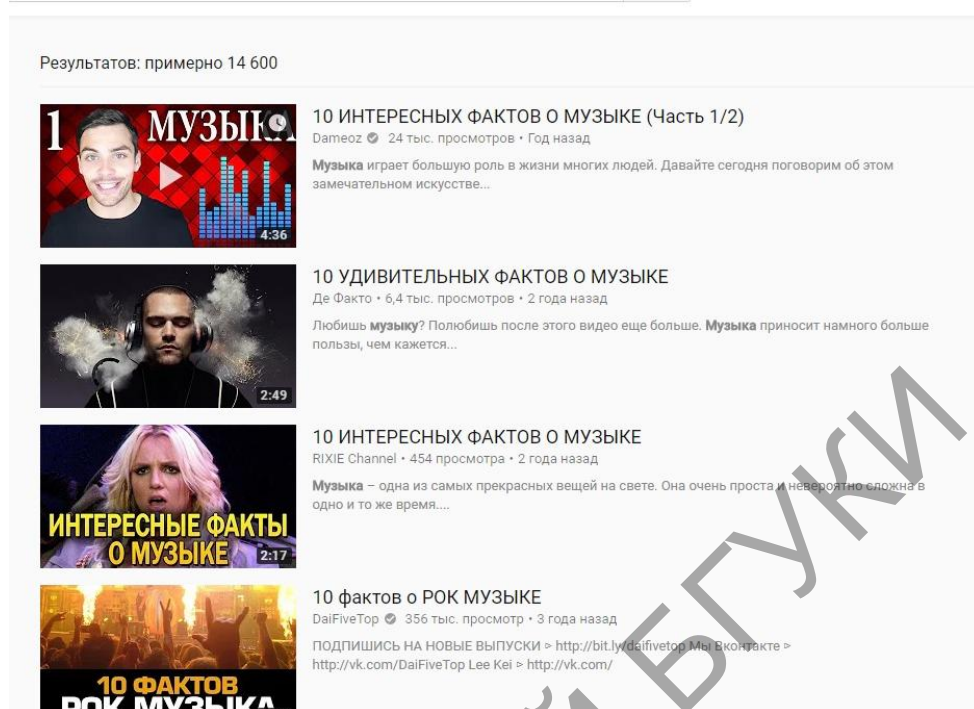 Результатов: примерно 14 600
1 МУЗЫКА
4:36
10 ИНТЕРЕСНЫХ ФАКТОВ О МУЗЫКЕ (Часть 1/2)
Dameoz 24 тыс. просмотров • Год назад
Музыка играет большую роль в жизни многих людей. Давайте сегодня поговорим об этом
замечательном искусстве...
2:49
10 УДИВИТЕЛЬНЫХ ФАКТОВ О МУЗЫКЕ
Де Факто • 6,4 тыс. просмотров • 2 года назад
Любишь музыку? Полюбишь после этого видео еще больше. Музыка приносит намного больше
пользы, чем кажется...
ИНТЕРЕСНЫЕ ФАКТЫ
О МУЗЫКЕ
2:17
10 ИНТЕРЕСНЫХ ФАКТОВ О МУЗЫКЕ
RIXIE Channel • 454 просмотра • 2 года назад
Музыка – одна из самых прекрасных вещей на свете. Она очень проста и невероятно сложна в
одно и то же время....
10 ФАКТОВ
РОК МУЗЫКА
10 фактов о РОК МУЗЫКЕ
DaiFiveTop 356 тыс. просмотр • 3 года назад
ПОДПИШИСЬ НА НОВЫЕ ВЫПУСКИ > http://bit.ly/daifivetop Мы Вконтакте >
http://vk.com/DaiFiveTop Lee Kei > http://vk.com/
БГУКИ